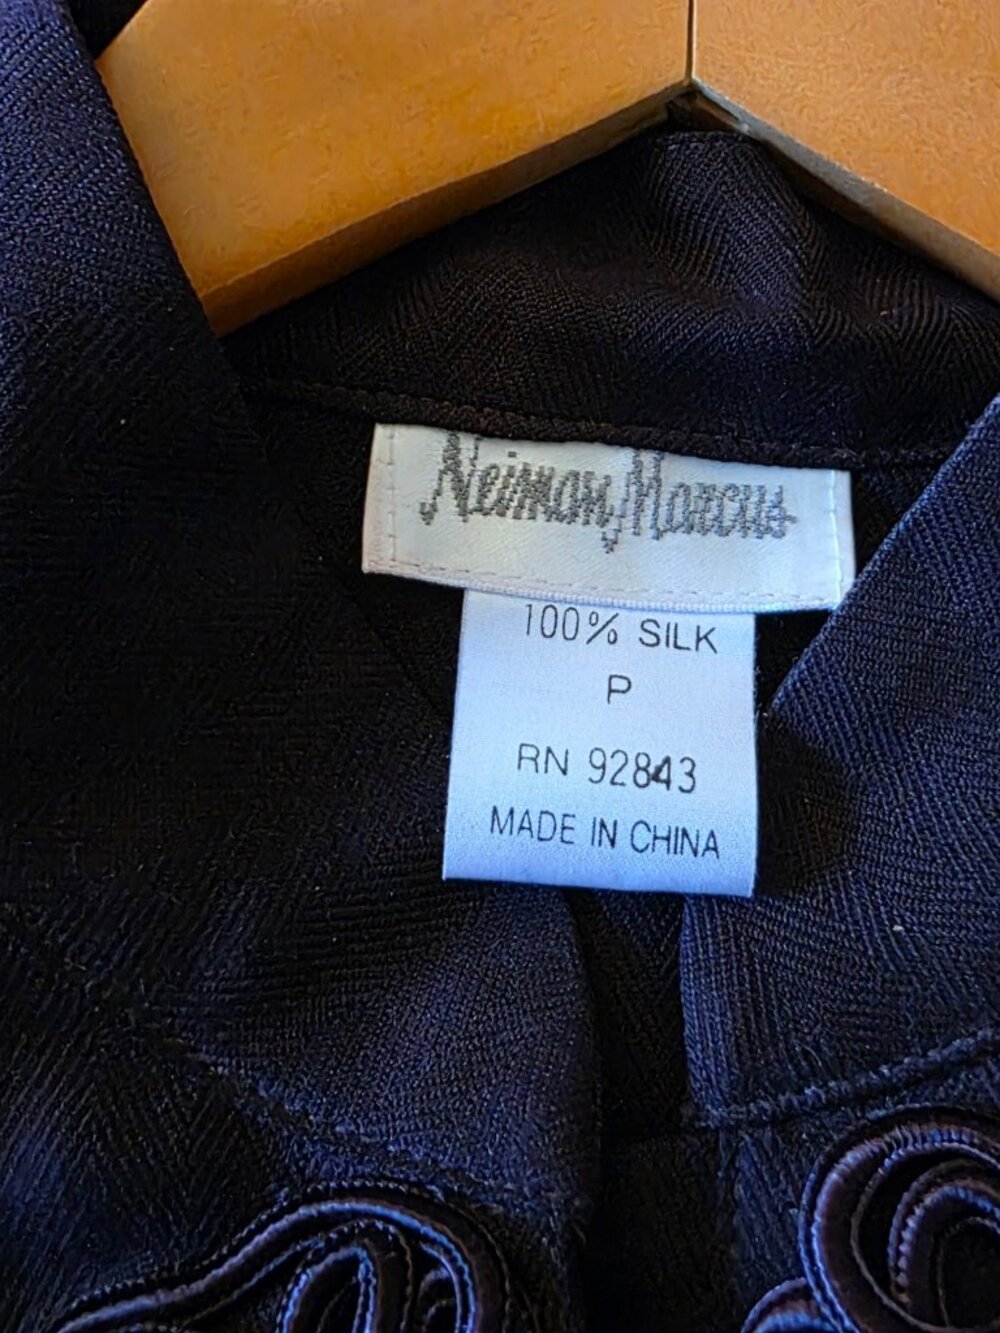 Neiman Marcus
100% SILK
P
RN 92843
MADE IN CHINA